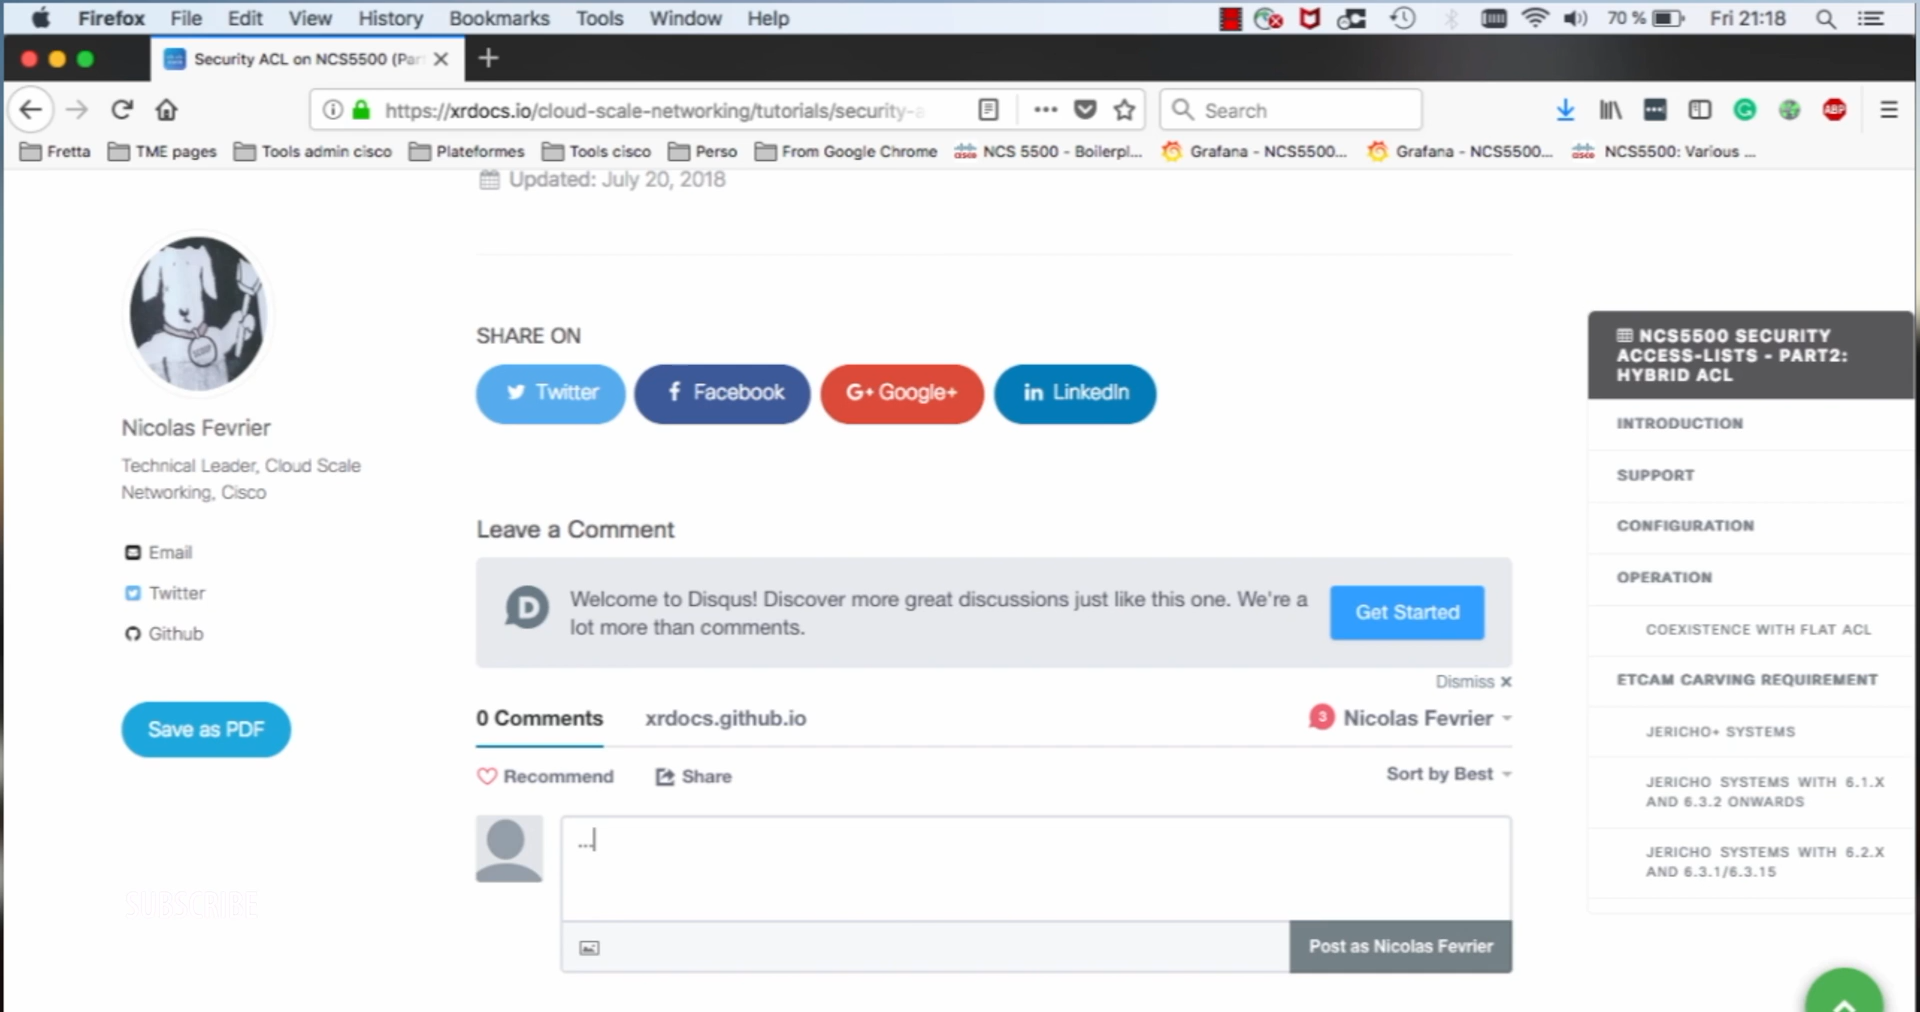 Firefox File Edit View History Bookmarks Tools Window Help 70 % Fri 21:18
Security ACL on NCS5500 (Par
https://xrdocs.io/cloud-scale-networking/tutorials/security-a
Search
ABP
Fretta TME pages Tools admin cisco Plateformes Tools cisco Perso From Google Chrome NCS 5500 - Boilerpl... Grafana - NCS5500... Grafana - NCS5500... NCS5500: Various ...
Updated: July 20, 2018
Nicolas Fevrier
Technical Leader, Cloud Scale
Networking, Cisco
Email
Twitter
Github
Save as PDF
SUBSCRIBE
SHARE ON
Twitter Facebook G+ Google+ in LinkedIn
Leave a Comment
Welcome to Disqus! Discover more great discussions just like this one. We're a
lot more than comments.
Get Started
Dismiss ×
0 Comments xrdocs.github.io 3 Nicolas Fevrier
Recommend Share Sort by Best
...
Post as Nicolas Fevrier
NCS5500 SECURITY
ACCESS-LISTS - PART2:
HYBRID ACL
INTRODUCTION
SUPPORT
CONFIGURATION
OPERATION
COEXISTENCE WITH FLAT ACL
ETCAM CARVING REQUIREMENT
JERICHO+ SYSTEMS
JERICHO SYSTEMS WITH 6.1.X
AND 6.3.2 ONWARDS
JERICHO SYSTEMS WITH 6.2.X
AND 6.3.1/6.3.15